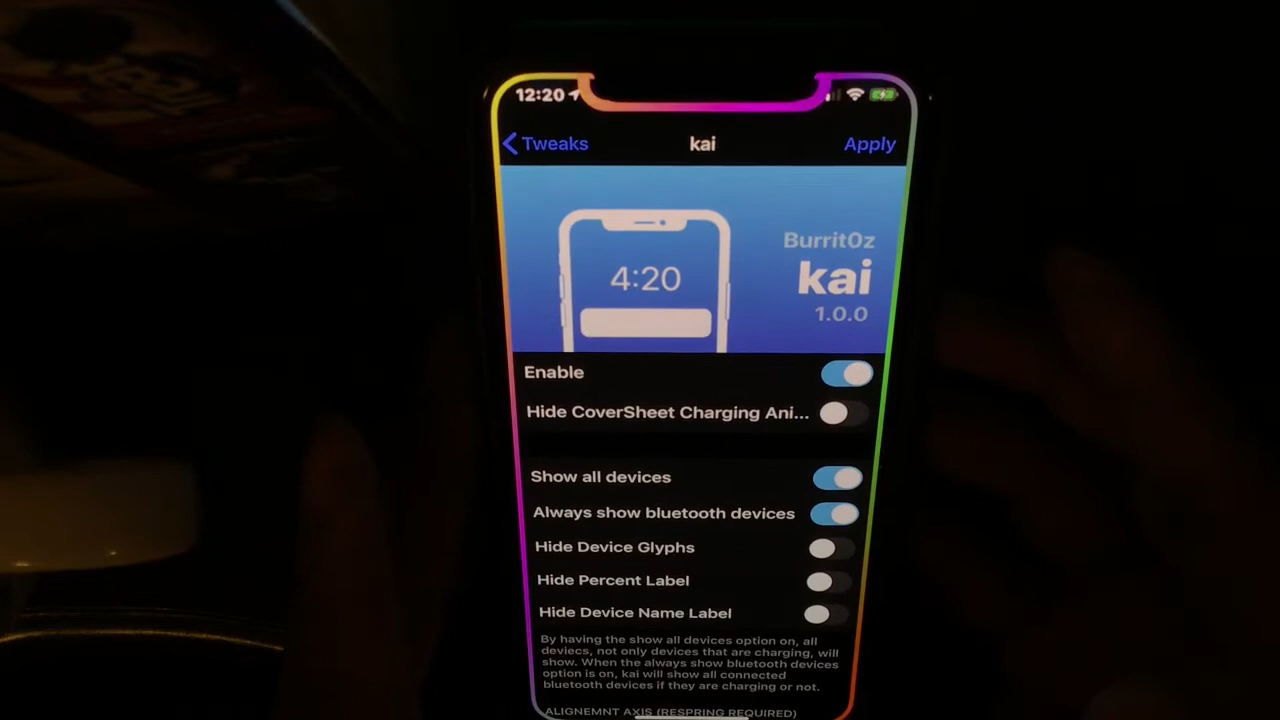 12:20
Tweaks
kai
Apply
4:20
BurritOz
kai
1.0.0
Enable
Hide CoverSheet Charging Ani...
Show all devices
Always show bluetooth devices
Hide Device Glyphs
Hide Percent Label
Hide Device Name Label
By having the show all devices option on, all
devices, not only devices that are charging, will
show. When the always show bluetooth devices
option is on, kai will show all connected
bluetooth devices if they are charging or not.
ALIGNEMNT AXIS (RESPRING REQUIRED)